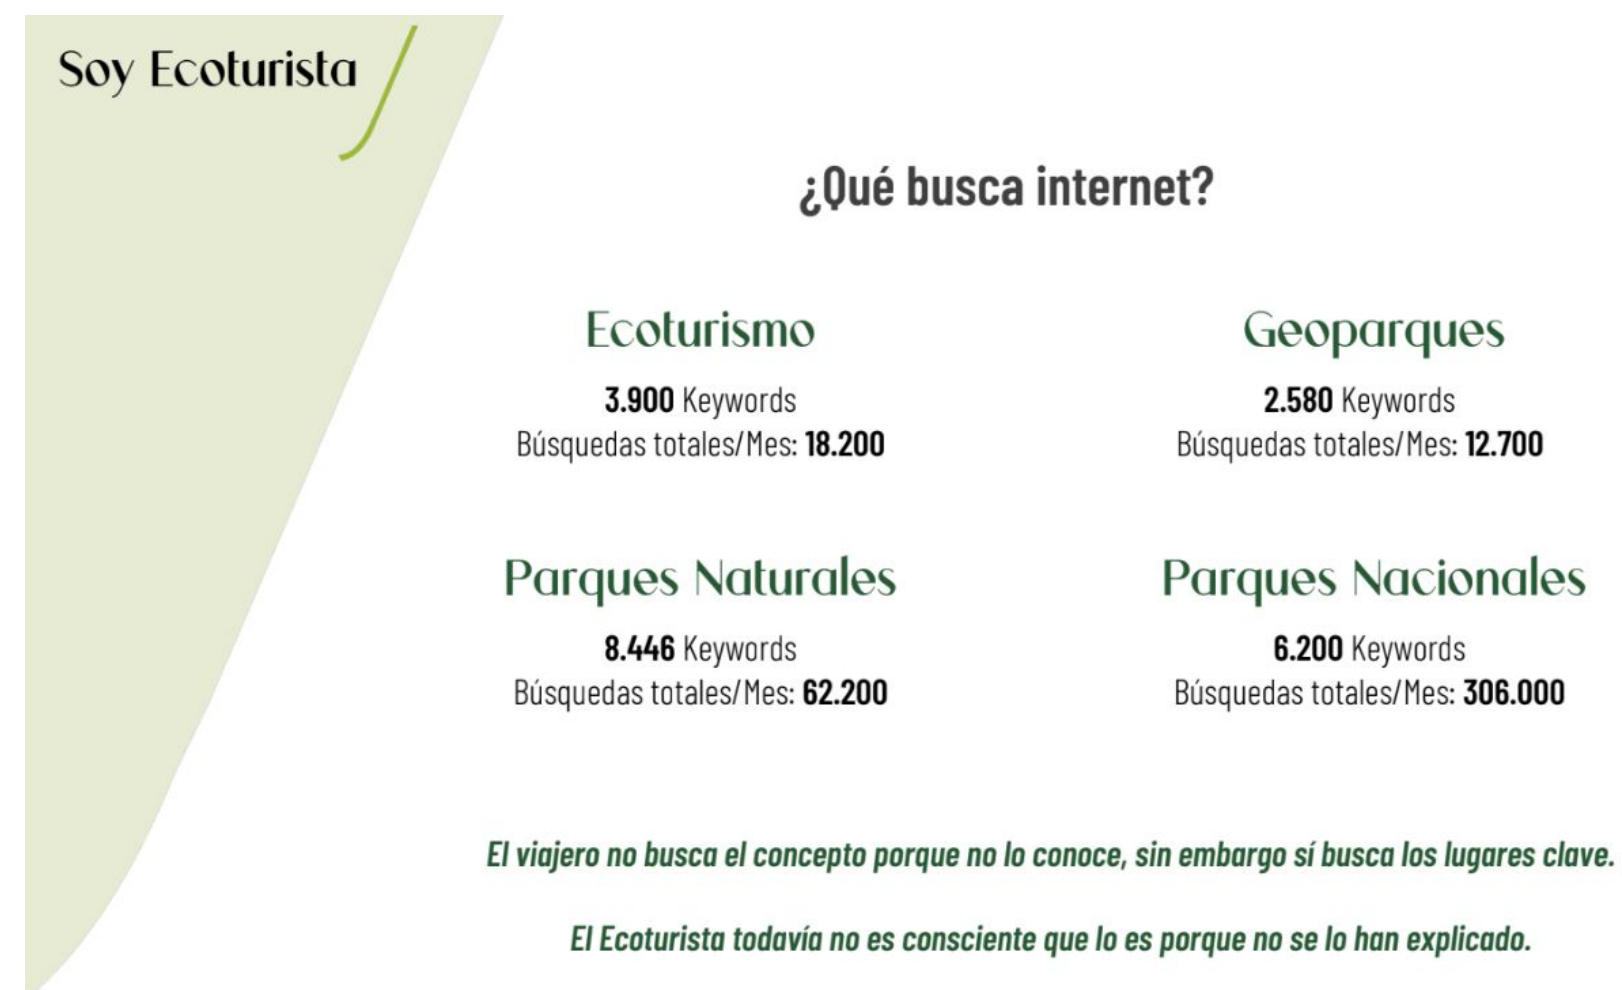 Soy Ecoturista
¿Qué busca internet?
Ecoturismo
3.900 Keywords
Búsquedas totales/Mes: 18.200
Geoparques
2.580 Keywords
Búsquedas totales/Mes: 12.700
Parques Naturales
8.446 Keywords
Búsquedas totales/Mes: 62.200
Parques Nacionales
6.200 Keywords
Búsquedas totales/Mes: 306.000
El viajero no busca el concepto porque no lo conoce, sin embargo sí busca los lugares clave.
El Ecoturista todavía no es consciente que lo es porque no se lo han explicado.